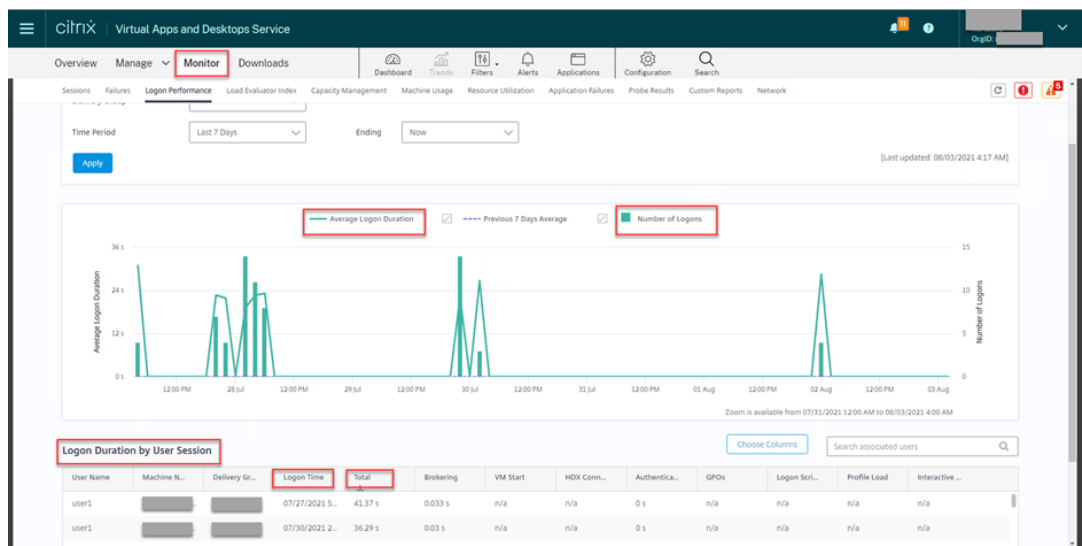 citrix Virtual Apps and Desktops Service 11 ?
OrgID:
Overview Manage Monitor Downloads Dashboard Trends Filters Alerts Applications Configuration Search
Sessions Failures Logon Performance Load Evaluator Index Capacity Management Machine Usage Resource Utilization Application Failures Probe Results Custom Reports Network 5
Time Period Last 7 Days Ending Now
Apply [Last updated: 08/03/2021 4:17 AM]
Average Logon Duration Previous 7 Days Average Number of Logons
36 s 15
24 s 10
12 s 5
0 s 0
Average Logon Duration
Number of Logons
12:00 PM 28 Jul 12:00 PM 29 Jul 12:00 PM 30 Jul 12:00 PM 31 Jul 12:00 PM 01 Aug 12:00 PM 02 Aug 12:00 PM 03 Aug
Zoom is available from 07/31/2021 12:00 AM to 08/03/2021 4:00 AM
Logon Duration by User Session Choose Columns Search associated users
User Name Machine N... Delivery Gr... Logon Time Total Brokering VM Start HDX Conn... Authentica... GPOs Logon Scri... Profile Load Interactive ...
user1 07/27/2021 5... 41.37 s 0.033 s n/a n/a 0 s n/a n/a n/a n/a
user1 07/30/2021 2... 36.29 s 0.03 s n/a n/a 0 s n/a n/a n/a n/a